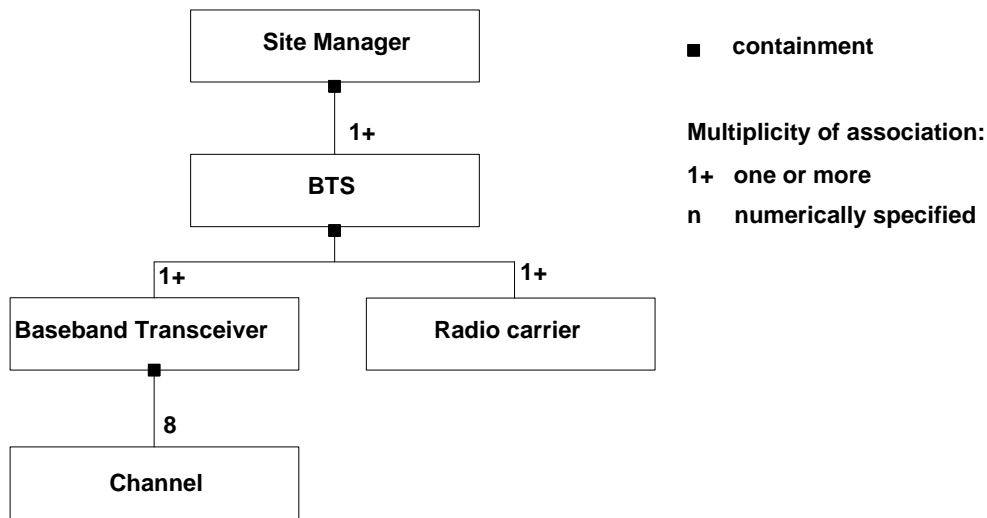 Site Manager
containment
1+
Multiplicity of association:
1+ one or more
BTS
n numerically specified
1+
1+
Baseband Transceiver
Radio carrier
8
Channel